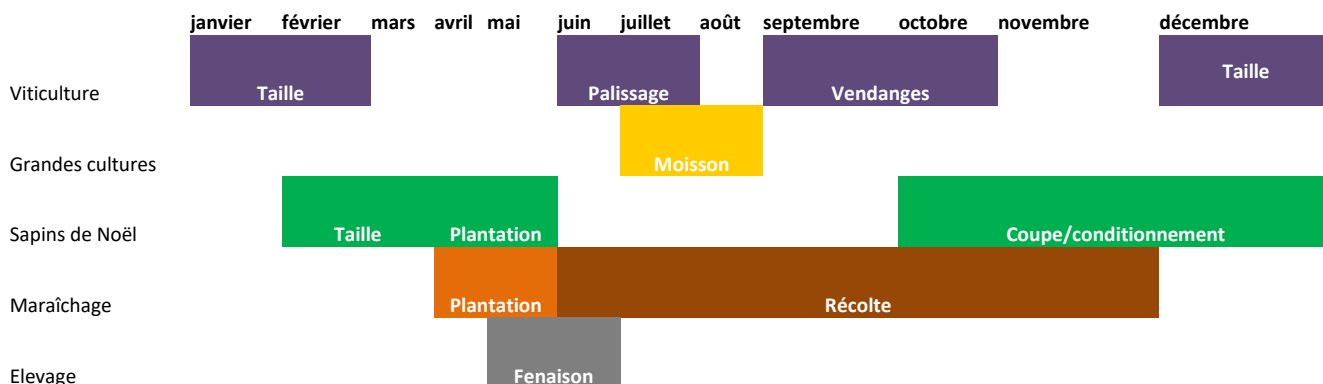 janvier février mars avril mai juin juillet août septembre octobre novembre décembre
Viticulture Taille Palissage Vendanges Taille
Grandes cultures Moisson
Sapins de Noël Taille Plantation Coupe/conditionnement
Maraîchage Plantation Récolte
Elevage Fenaison